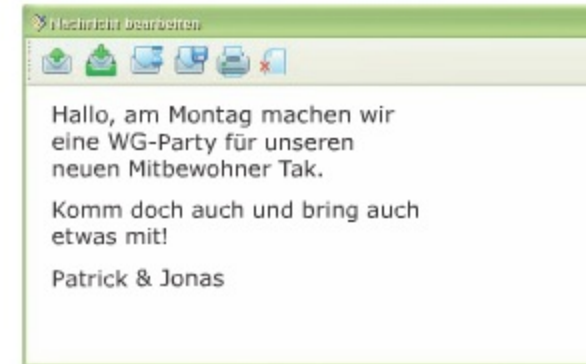 Nachricht bearbeiten
Hallo, am Montag machen wir
eine WG-Party für unseren
neuen Mitbewohner Tak.
Komm doch auch und bring auch
etwas mit!
Patrick & Jonas